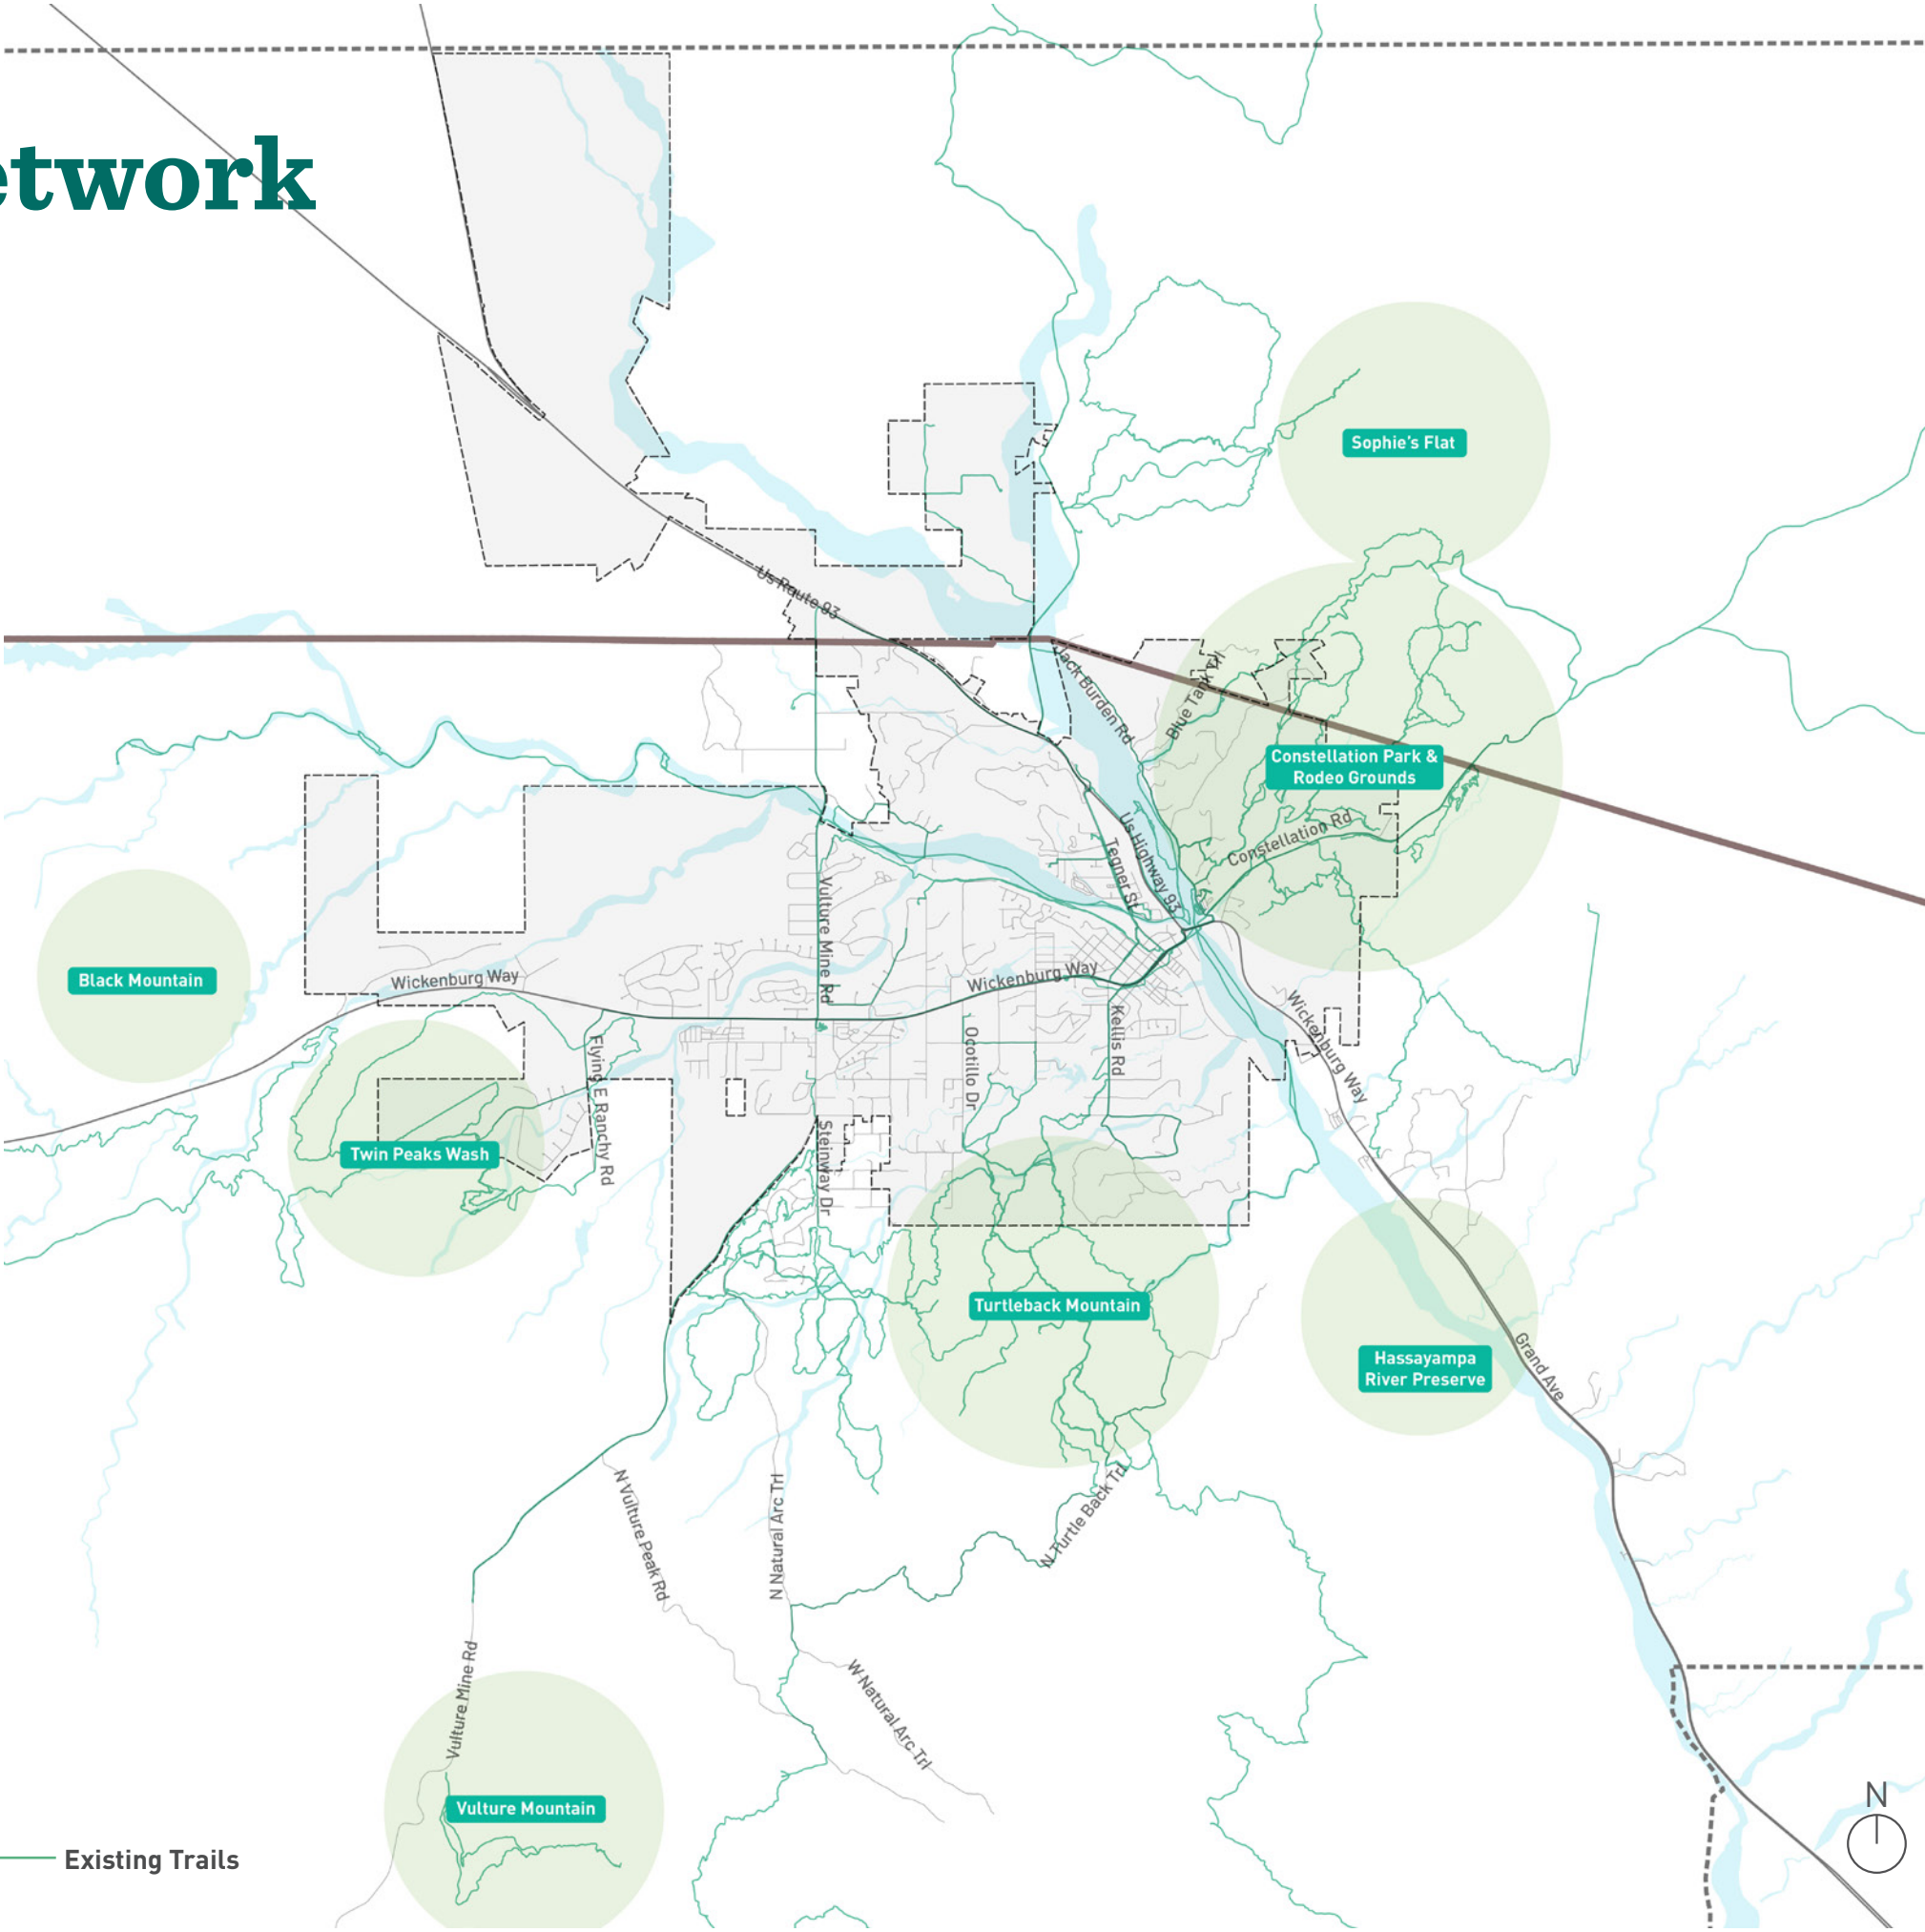 etwork
Sophie's Flat
Us Route 93
Jack Burden Rd
Blue Tank Trl
Constellation Park &
Rodeo Grounds
Constellation Rd
Us Highway 93
Tegner St
Vulture Mine Rd
Black Mountain
Wickenburg Way
Wickenburg Way
Wickenburg Way
Kellis Rd
Ocotillo Dr
Flying E Ranchy Rd
Twin Peaks Wash
Steinway Dr
Turtleback Mountain
Hassayampa
River Preserve
Grand Ave
N Vulture Peak Rd
N Natural Arc Trl
N Turtle Back Trl
Vulture Mine Rd
W Natural Arc Trl
Vulture Mountain
N
Existing Trails